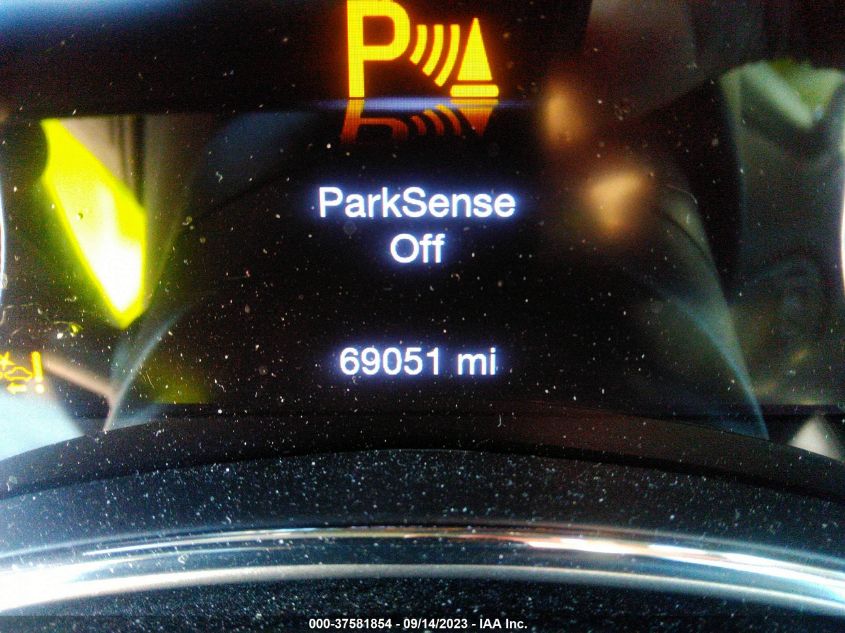 P
ParkSense
Off
69051 mi
000-37581854 - 09/14/2023 - IAA Inc.